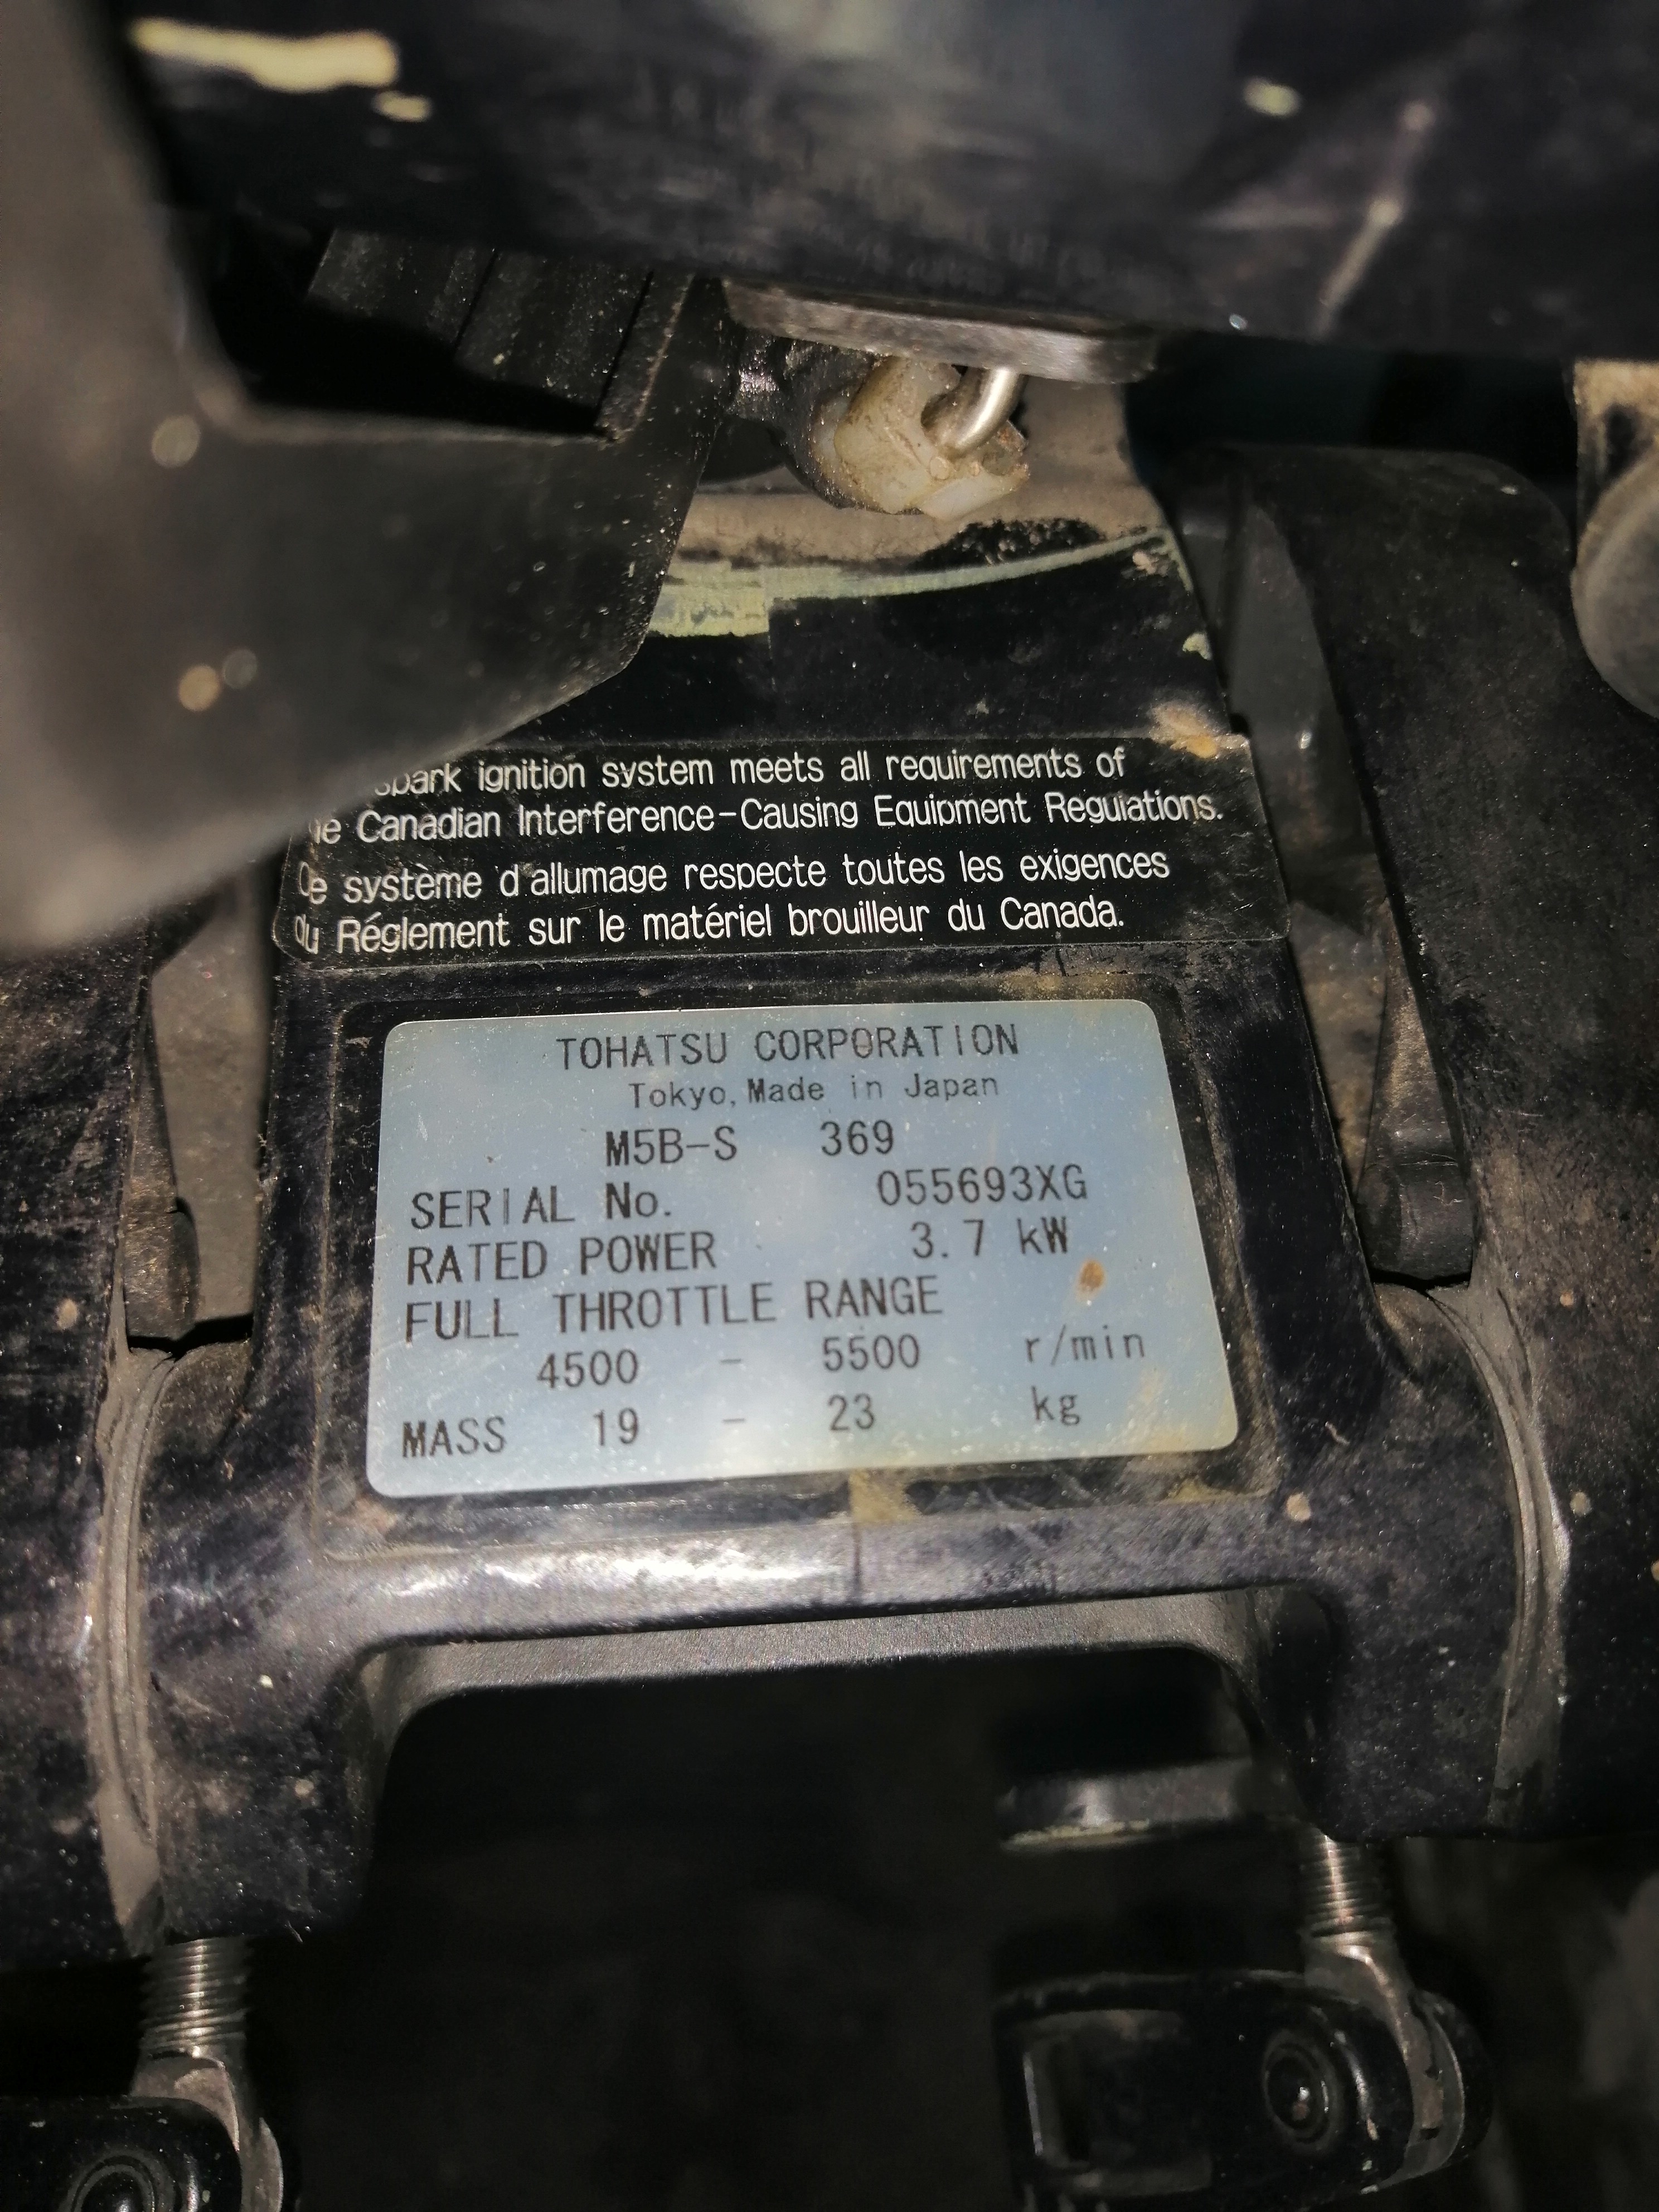 spark ignition system meets all requirements of
Canadian Interference-Causing Equipment Regulations.
Ce système d'allumage respecte toutes les exigences
du Réglement sur le matériel brouilleur du Canada.
TOHATSU CORPORATION
Tokyo, Made in Japan
M5B-S 369
SERIAL No. 055693XG
RATED POWER 3.7 kW
FULL THROTTLE RANGE
4500 - 5500 r/min
MASS 19 - 23 kg